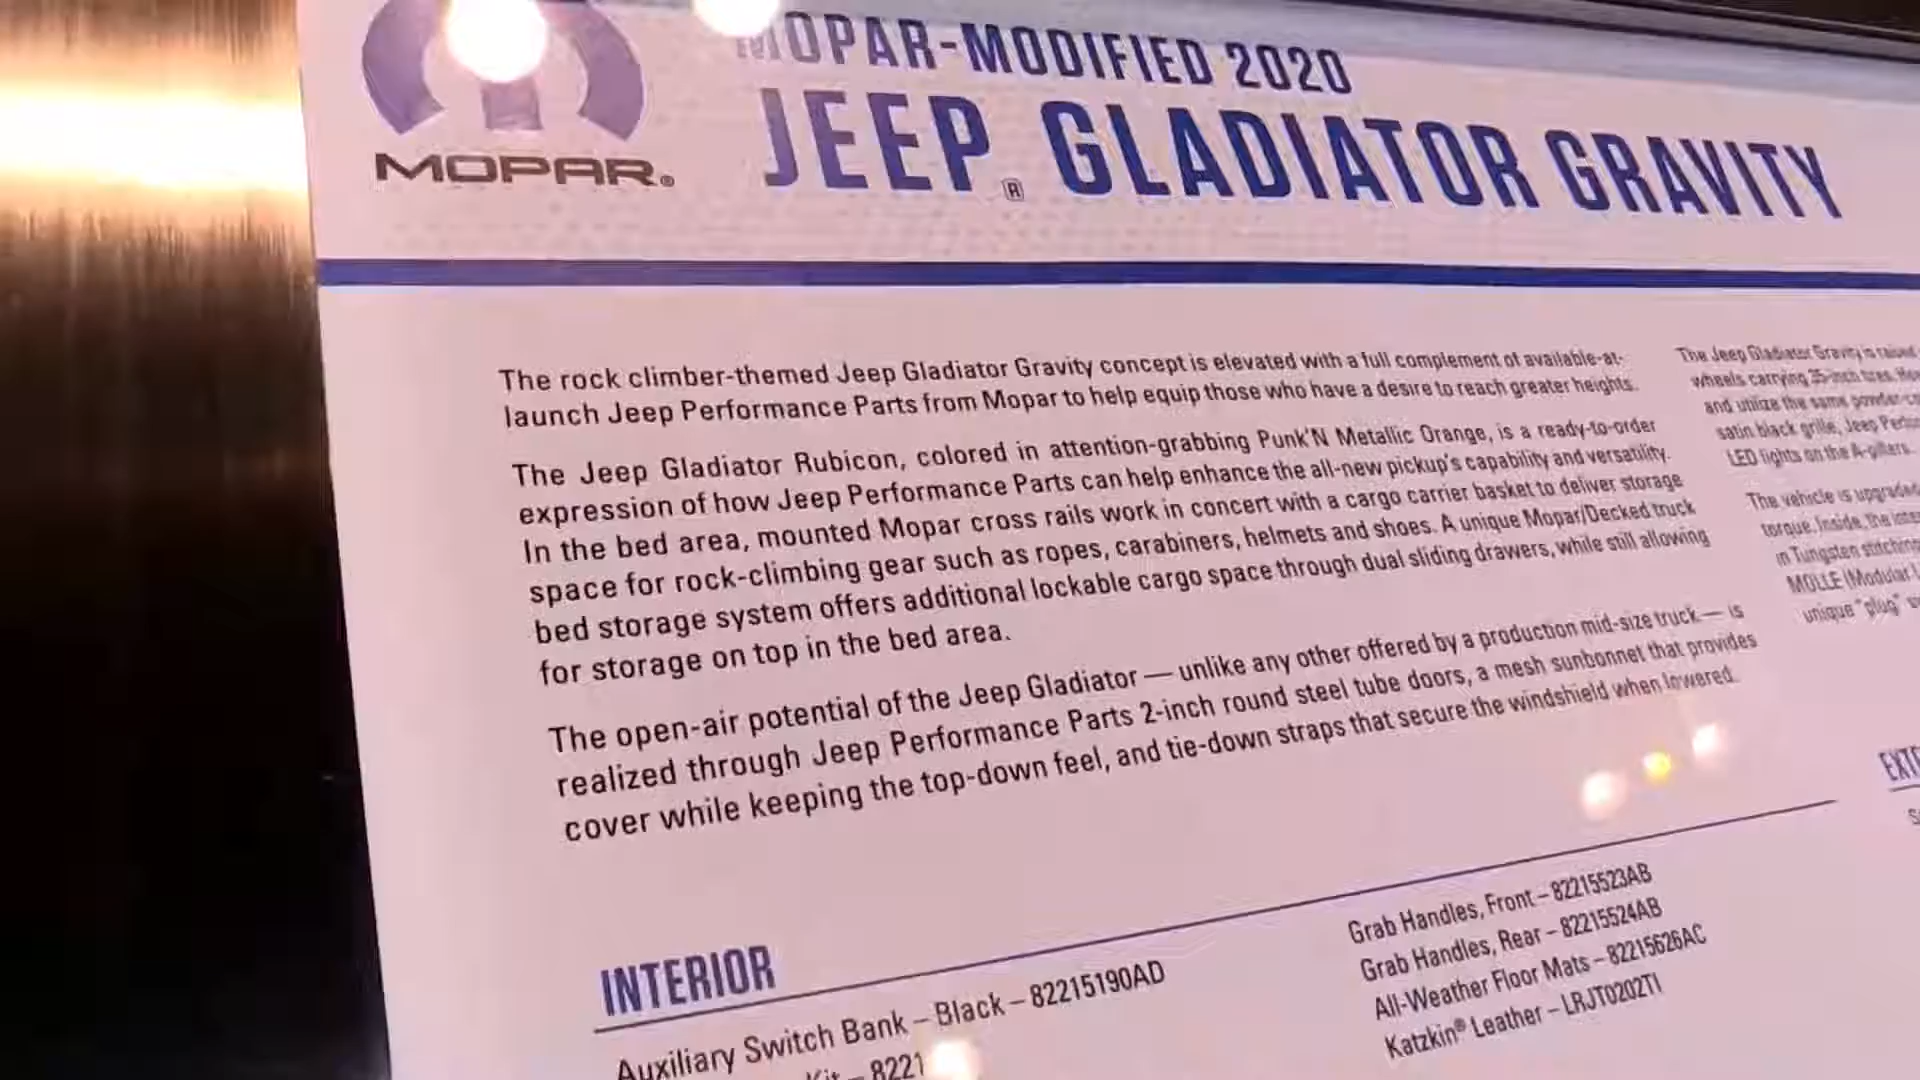 MOPAR®
MOPAR-MODIFIED 2020
JEEP® GLADIATOR GRAVITY
The rock climber-themed Jeep Gladiator Gravity concept is elevated with a full complement of available-at-
launch Jeep Performance Parts from Mopar to help equip those who have a desire to reach greater heights.
The Jeep Gladiator Rubicon, colored in attention-grabbing Punk'N Metallic Orange, is a ready-to-order
expression of how Jeep Performance Parts can help enhance the all-new pickup's capability and versatility.
In the bed area, mounted Mopar cross rails work in concert with a cargo carrier basket to deliver storage
space for rock-climbing gear such as ropes, carabiners, helmets and shoes. A unique Mopar/Decked truck
bed storage system offers additional lockable cargo space through dual sliding drawers, while still allowing
for storage on top in the bed area.
The open-air potential of the Jeep Gladiator — unlike any other offered by a production mid-size truck — is
realized through Jeep Performance Parts 2-inch round steel tube doors, a mesh sunbonnet that provides
cover while keeping the top-down feel, and tie-down straps that secure the windshield when lowered.
The Jeep Gladiator Gravity is raised
wheels carrying 35-inch tires.
and utilize the same
satin black grille, Jeep
LED lights on the A-pillars.
The vehicle is upgraded
torque. Inside, the
in Tungsten stitching
MOLLE (Modular
unique "plug"
INTERIOR
Auxiliary Switch Bank – Black – 82215190AD
Kit – 8221
Grab Handles, Front – 82215523AB
Grab Handles, Rear – 82215524AB
All-Weather Floor Mats – 82215626AC
Katzkin® Leather – LRJT0202TI